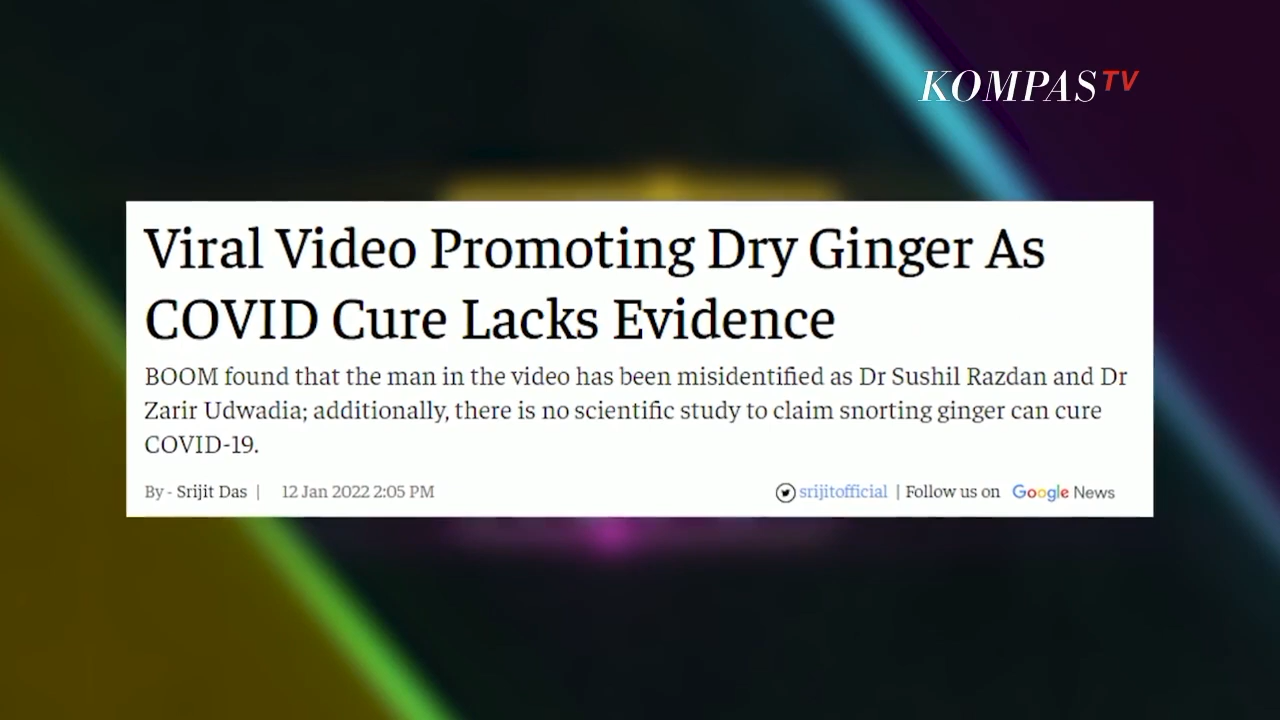 KOMPAS TV
Viral Video Promoting Dry Ginger As
COVID Cure Lacks Evidence
BOOM found that the man in the video has been misidentified as Dr Sushil Razdan and Dr
Zarir Udwadia; additionally, there is no scientific study to claim snorting ginger can cure
COVID-19.
By - Srijit Das | 12 Jan 2022 2:05 PM srijitofficial | Follow us on Google News